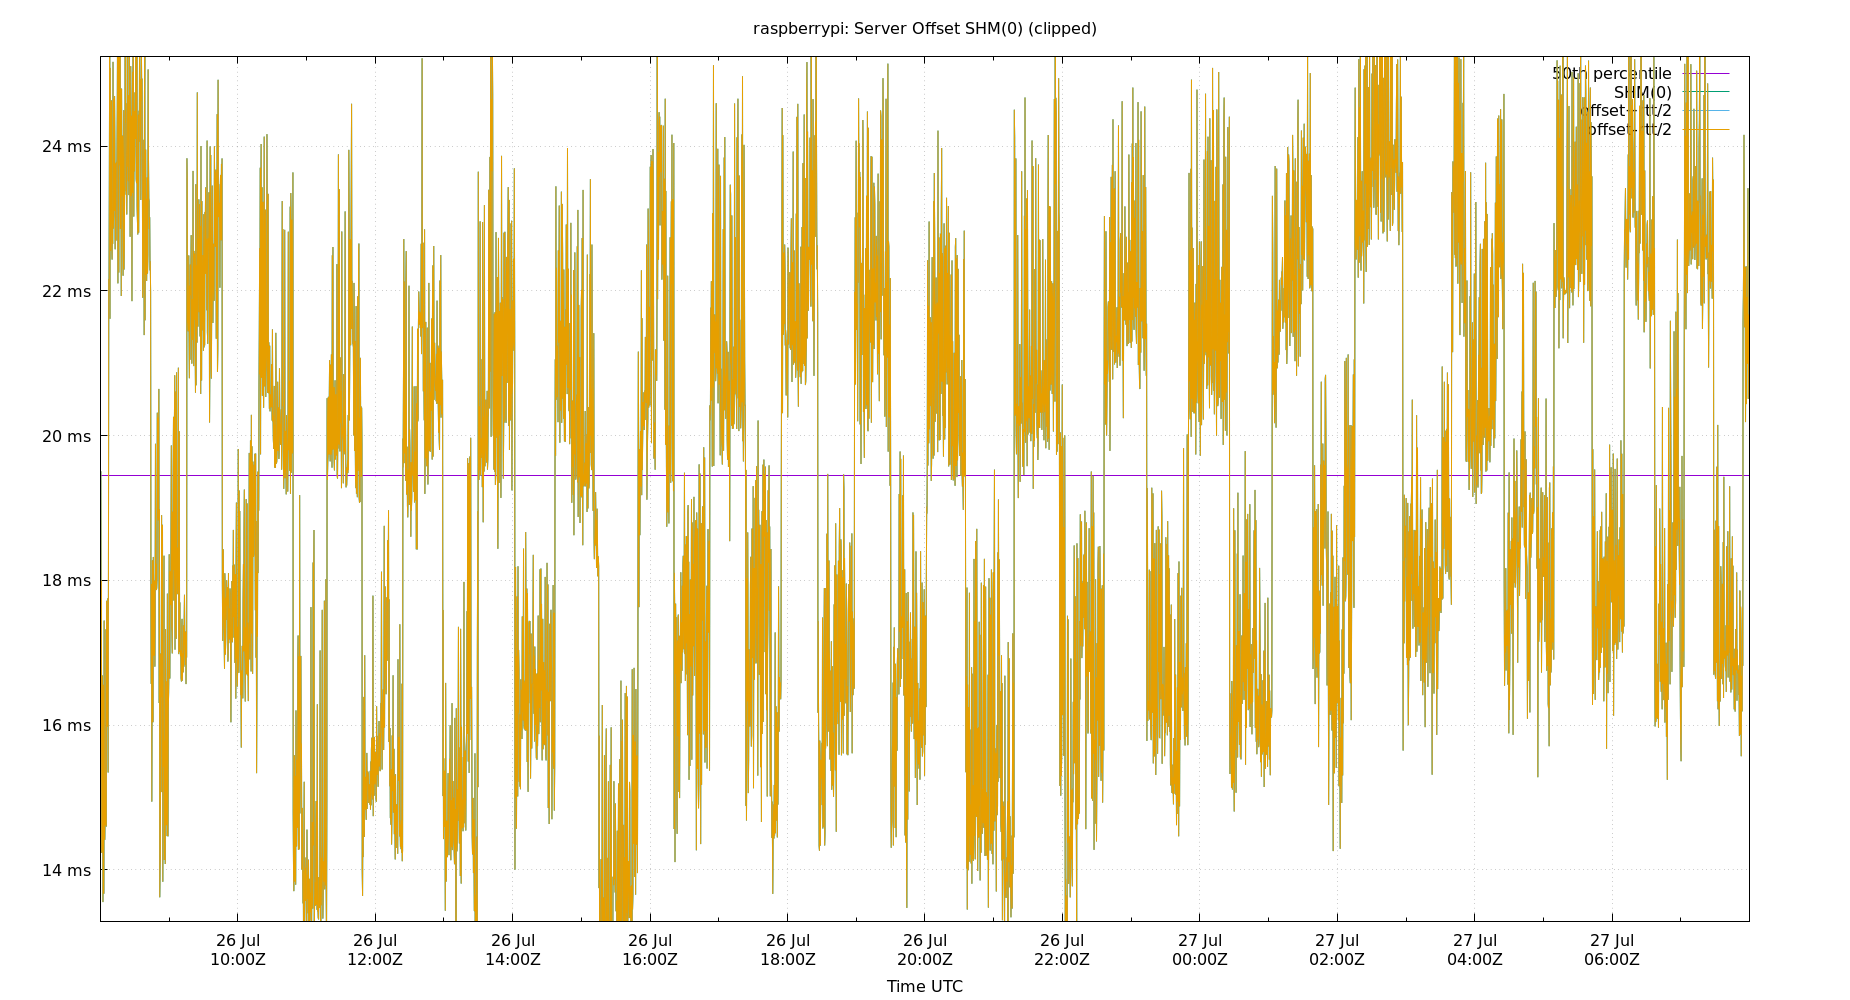 raspberrypi: Server Offset SHM(0) (clipped)
50th percentile
SHM(0)
offset-rtt/2
offset-rtt/2
24 ms
22 ms
20 ms
18 ms
16 ms
14 ms
26 Jul 26 Jul 26 Jul 26 Jul 26 Jul 26 Jul 26 Jul 27 Jul 27 Jul 27 Jul 27 Jul
10:00Z 12:00Z 14:00Z 16:00Z 18:00Z 20:00Z 22:00Z 00:00Z 02:00Z 04:00Z 06:00Z
Time UTC